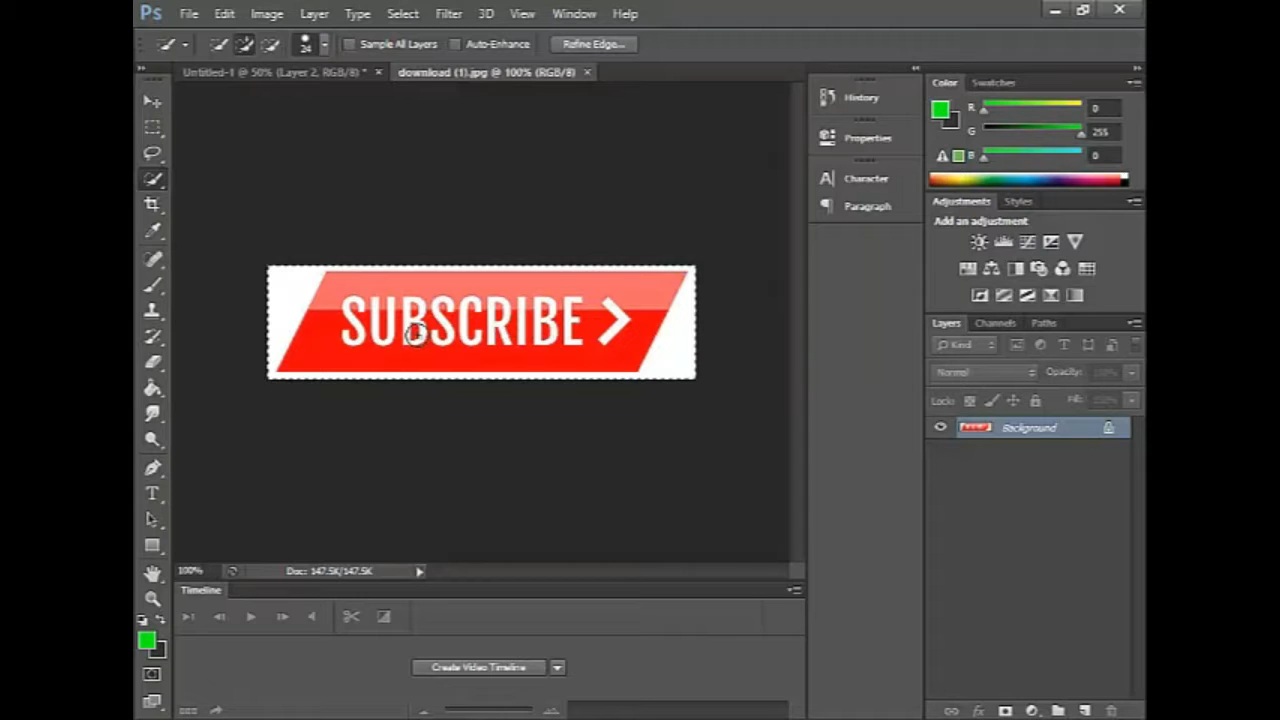 Ps File Edit Image Layer Type Select Filter 3D View Window Help
24 Sample All Layers Auto-Enhance Refine Edge...
Untitled-1 @ 50% (Layer 2, RGB/8) * × download (1).jpg @ 100% (RGB/8) ×
History
Properties
Character
Paragraph
Color Swatches
R 0
G 255
B 0
Adjustments Styles
Add an adjustment
Layers Channels Paths
Kind
Normal Opacity: 100%
Lock: Fill: 100%
Background
SUBSCRIBE >
100% Doc: 147.5K/147.5K
Timeline
Create Video Timeline